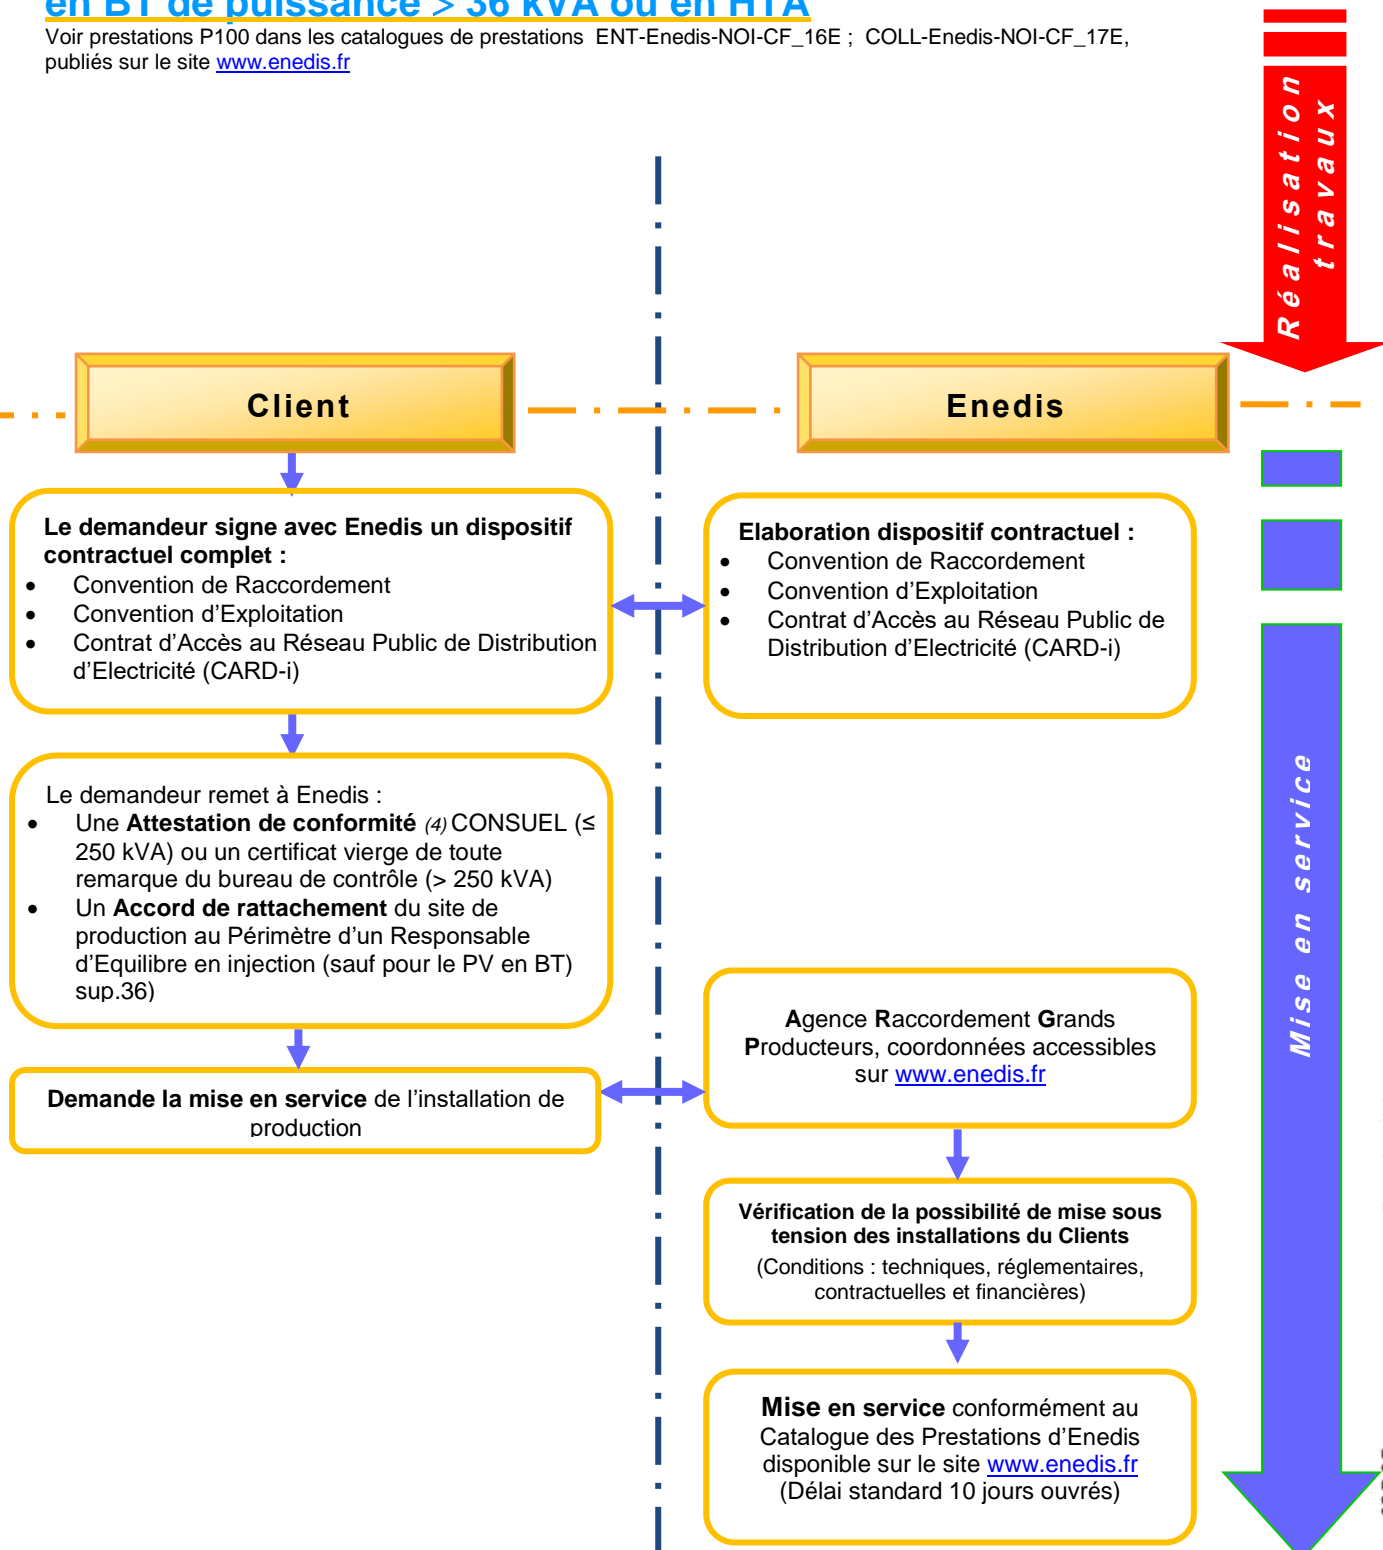 en BT de puissance > 36 kVA ou en HTA
Voir prestations P100 dans les catalogues de prestations ENT-Enedis-NOI-CF_16E ; COLL-Enedis-NOI-CF_17E,
publiés sur le site www.enedis.fr
Réalisation
travaux
Client
Enedis
Le demandeur signe avec Enedis un dispositif
contractuel complet :
• Convention de Raccordement
• Convention d'Exploitation
• Contrat d'Accès au Réseau Public de Distribution
d'Electricité (CARD-i)
Elaboration dispositif contractuel :
• Convention de Raccordement
• Convention d'Exploitation
• Contrat d'Accès au Réseau Public de
Distribution d'Electricité (CARD-i)
Le demandeur remet à Enedis :
• Une Attestation de conformité (4) CONSUEL (≤
250 kVA) ou un certificat vierge de toute
remarque du bureau de contrôle (> 250 kVA)
• Un Accord de rattachement du site de
production au Périmètre d'un Responsable
d'Equilibre en injection (sauf pour le PV en BT)
sup.36)
Mise en service
Agence Raccordement Grands
Producteurs, coordonnées accessibles
sur www.enedis.fr
Demande la mise en service de l'installation de
production
Vérification de la possibilité de mise sous
tension des installations du Clients
(Conditions : techniques, réglementaires,
contractuelles et financières)
Mise en service conformément au
Catalogue des Prestations d'Enedis
disponible sur le site www.enedis.fr
(Délai standard 10 jours ouvrés)